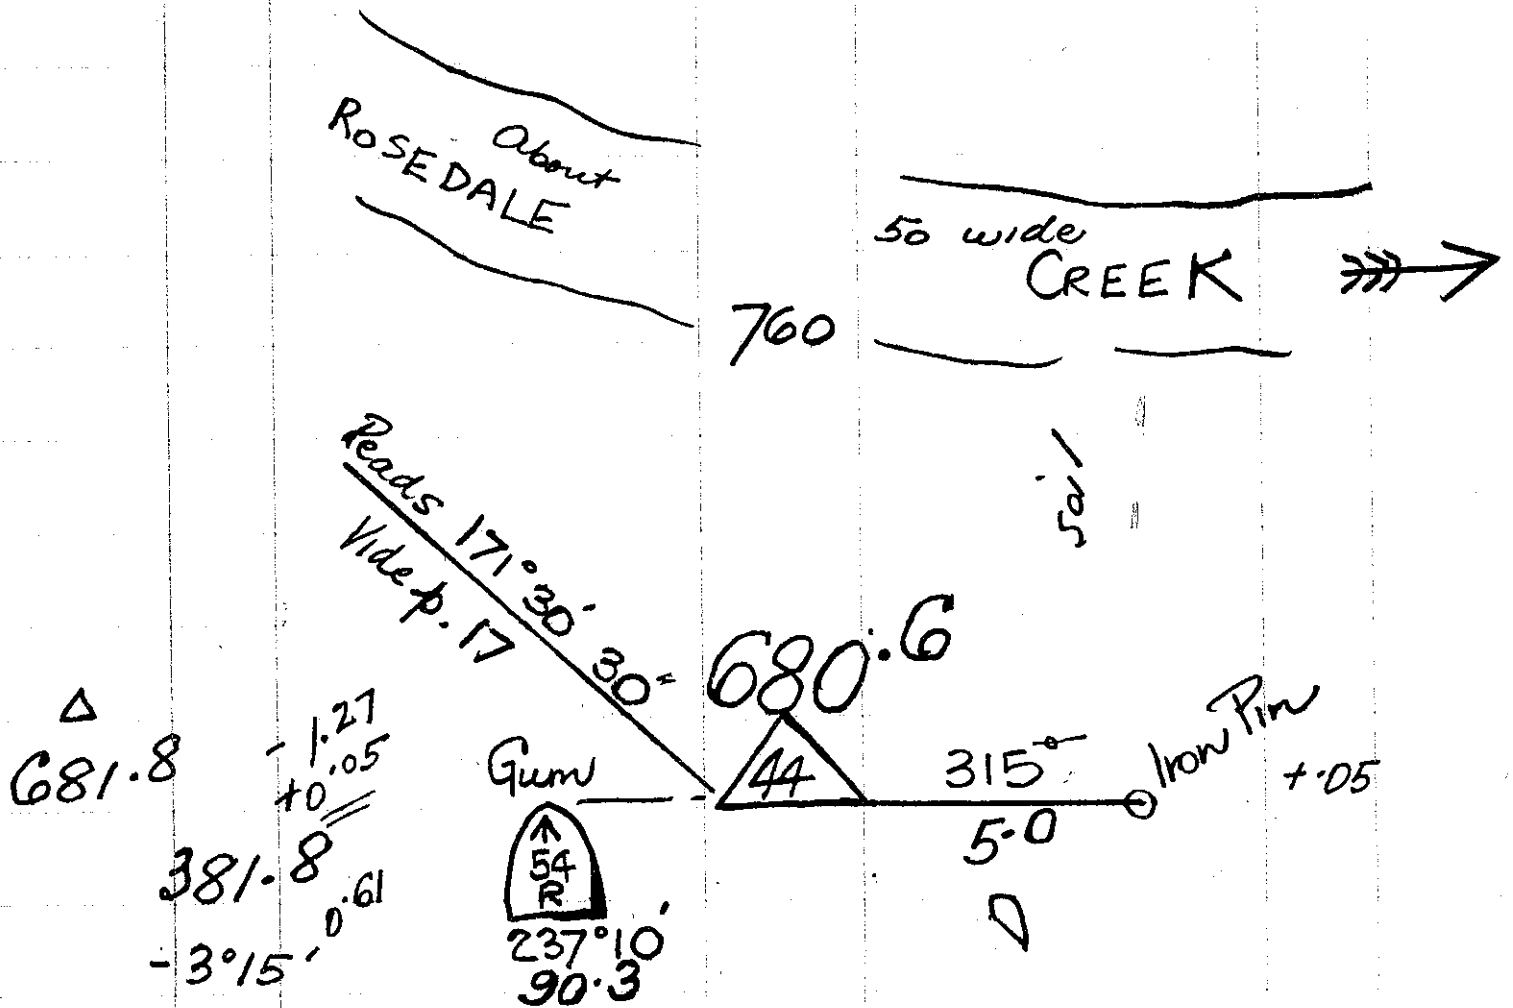 About
ROSEDALE
50 wide
CREEK
760
Reads 171° 30′ 30″
Vide p. 17
50
680.6
44
315°
5.0
Iron Pin
+.05
Gum
54
R
237°10′
90.3
681.8
- 1.27
+0.05
381.8
0.61
-3°15′